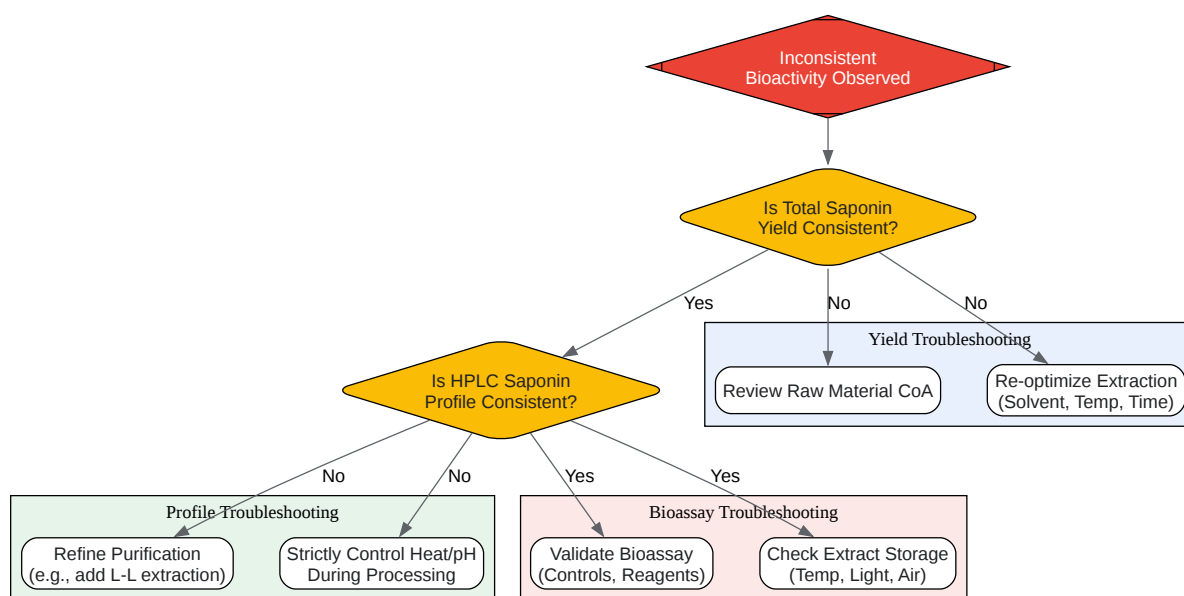 Inconsistent
Bioactivity Observed
Is Total Saponin
Yield Consistent?
Yes
No
No
Yield Troubleshooting
Review Raw Material CoA
Re-optimize Extraction
(Solvent, Temp, Time)
Is HPLC Saponin
Profile Consistent?
No
No
Yes
Yes
Profile Troubleshooting
Refine Purification
(e.g., add L-L extraction)
Strictly Control Heat/pH
During Processing
Bioassay Troubleshooting
Validate Bioassay
(Controls, Reagents)
Check Extract Storage
(Temp, Light, Air)